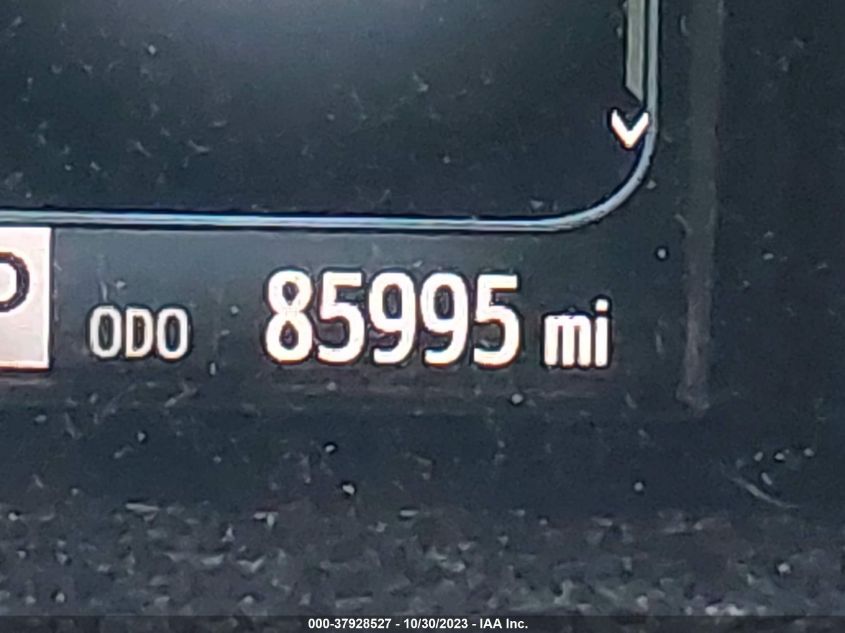 P
ODO 85995 mi
000-37928527 - 10/30/2023 - IAA Inc.